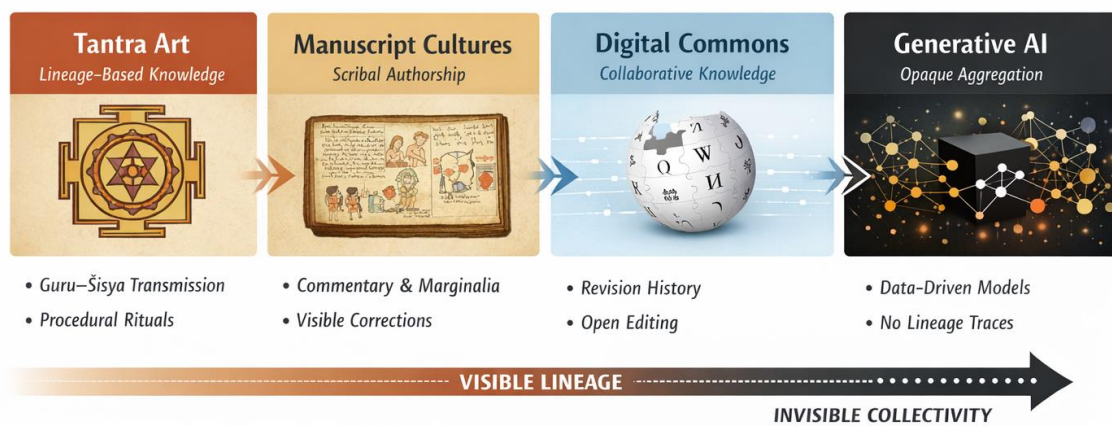 Tantra Art
Lineage–Based Knowledge
Manuscript Cultures
Scribal Authorship
Digital Commons
Collaborative Knowledge
Generative AI
Opaque Aggregation
Q W И
• Guru–Šisya Transmission
• Procedural Rituals
• Commentary & Marginalia
• Visible Corrections
• Revision History
• Open Editing
• Data-Driven Models
• No Lineage Traces
VISIBLE LINEAGE
INVISIBLE COLLECTIVITY